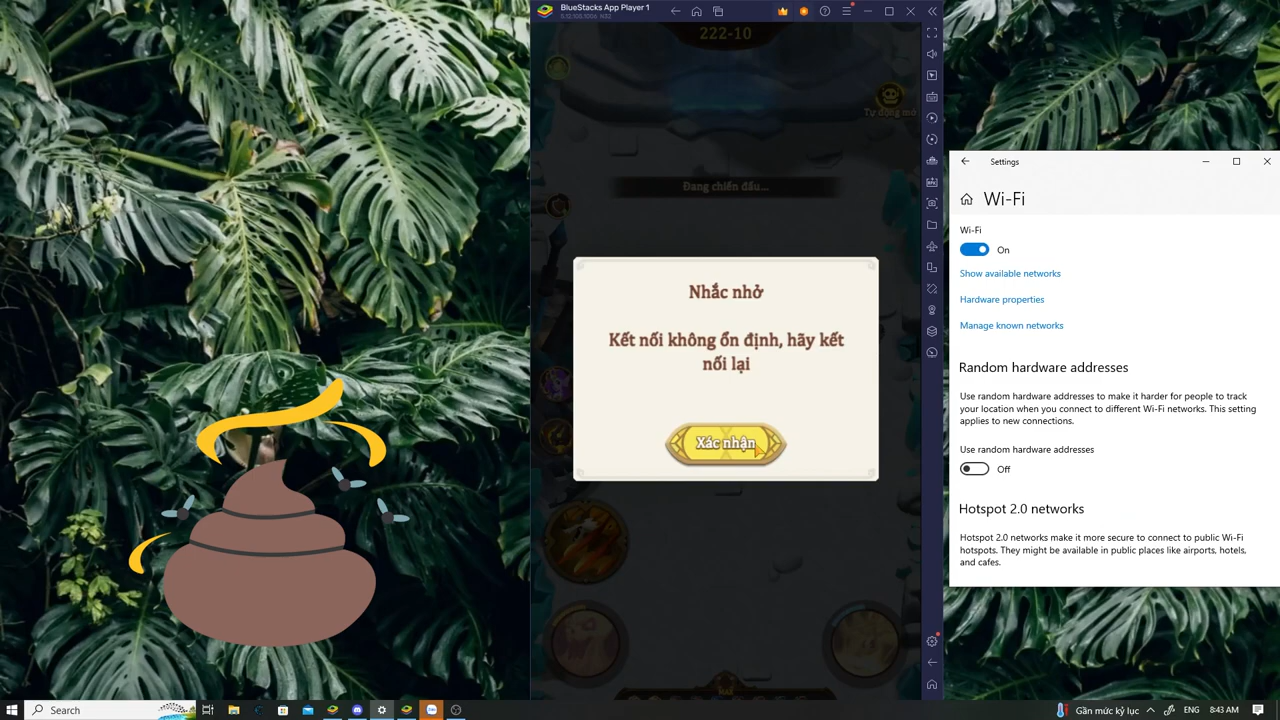 BlueStacks App Player 1
5.12.108.1006 N32
222-10
Tự động mở
Đang chiến đấu...
Nhắc nhở
Kết nối không ổn định, hãy kết
nối lại
Xác nhận
MAX
Settings
Wi-Fi
Wi-Fi
On
Show available networks
Hardware properties
Manage known networks
Random hardware addresses
Use random hardware addresses to make it harder for people to track
your location when you connect to different Wi-Fi networks. This setting
applies to new connections.
Use random hardware addresses
Off
Hotspot 2.0 networks
Hotspot 2.0 networks make it more secure to connect to public Wi-Fi
hotspots. They might be available in public places like airports, hotels,
and cafes.
Search
Gần mức kỷ lục
ENG
8:43 AM